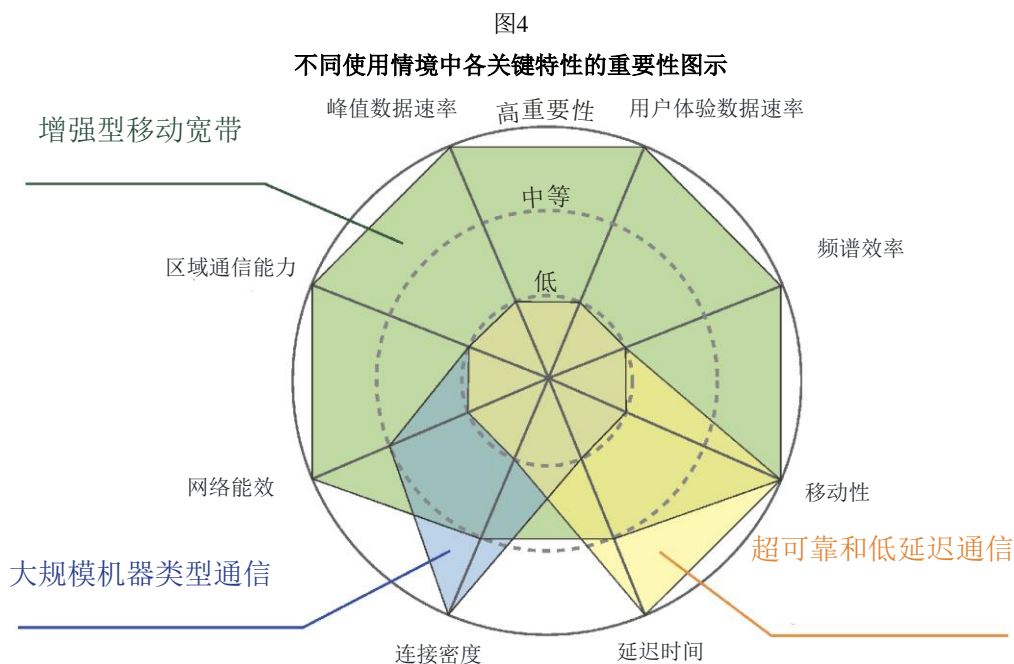 图4
不同使用情境中各关键特性的重要性图示
峰值数据速率
高重要性
用户体验数据速率
增强型移动宽带
中等
频谱效率
区域通信能力
低
网络能效
移动性
超可靠和低延迟通信
大规模机器类型通信
连接密度
延迟时间